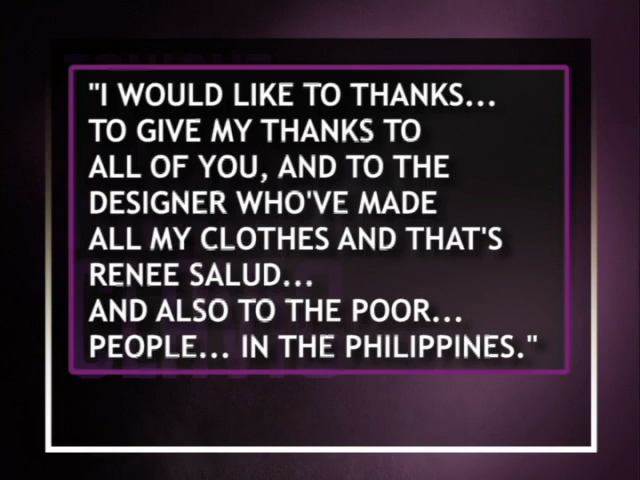 "I WOULD LIKE TO THANKS...
TO GIVE MY THANKS TO
ALL OF YOU, AND TO THE
DESIGNER WHO'VE MADE
ALL MY CLOTHES AND THAT'S
RENEE SALUD...
AND ALSO TO THE POOR...
PEOPLE... IN THE PHILIPPINES."